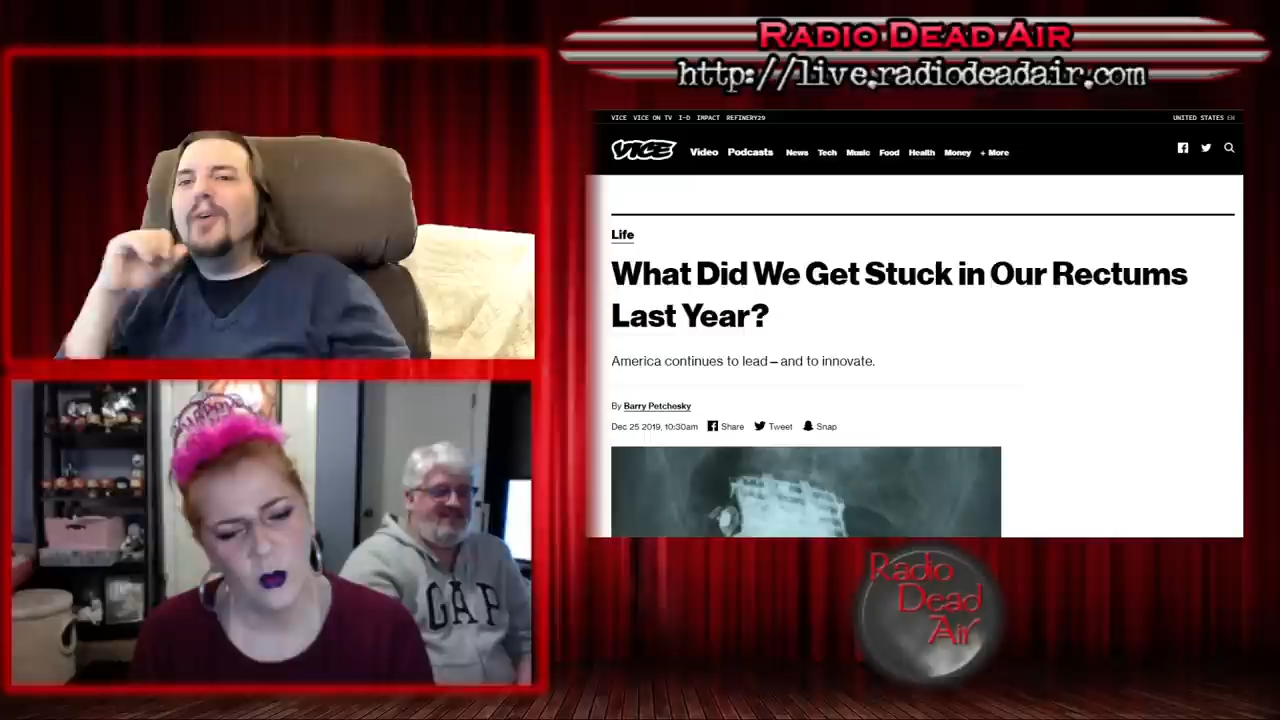 RADIO DEAD AIR
http://live.radiodeadair.com
VICE VICE ON TV I-D IMPACT REFINERY29 UNITED STATES EN
VICE Video Podcasts News Tech Music Food Health Money + More
Life
What Did We Get Stuck in Our Rectums
Last Year?
America continues to lead—and to innovate.
By Barry Petchesky
Dec 25 2019, 10:30am Share Tweet Snap
GAP
Radio
Dead
Air